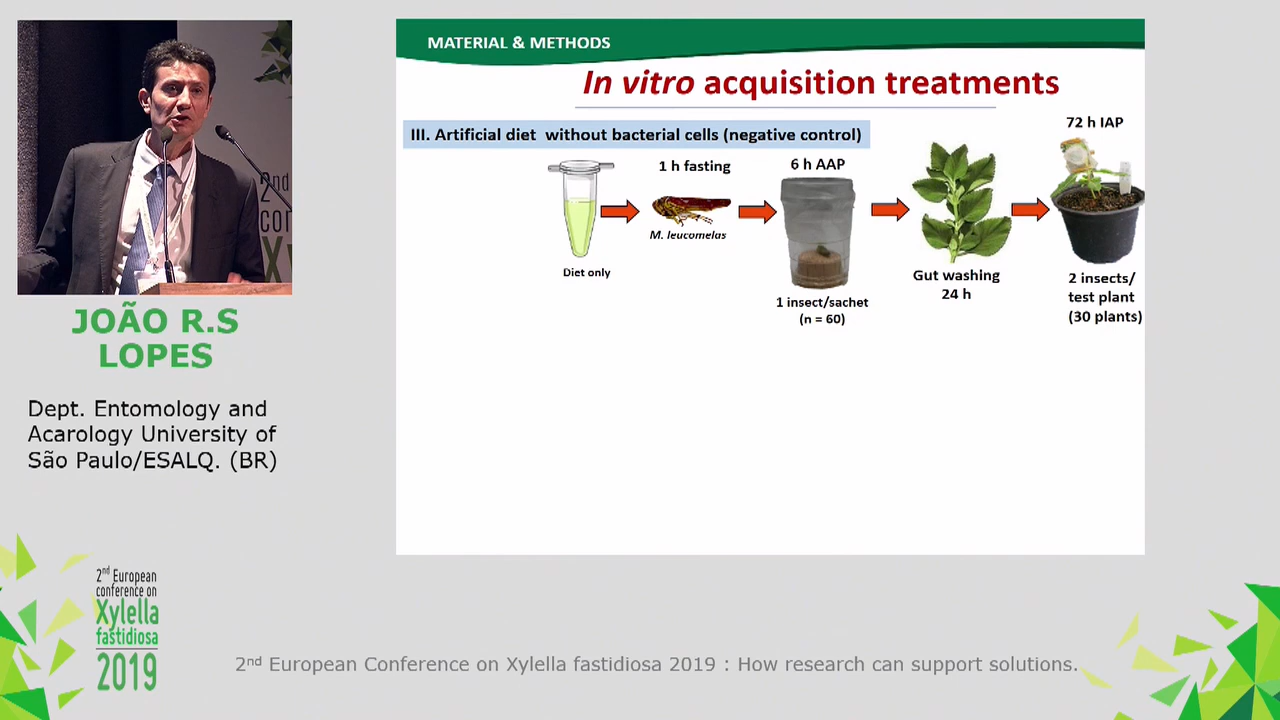 MATERIAL & METHODS
In vitro acquisition treatments
III. Artificial diet without bacterial cells (negative control)
Diet only
1 h fasting
M. leucomelas
6 h AAP
1 insect/sachet
(n = 60)
Gut washing
24 h
72 h IAP
2 insects/
test plant
(30 plants)
2nd
con
X
JOÃO R.S
LOPES
Dept. Entomology and
Acarology University of
São Paulo/ESALQ. (BR)
2nd European
conference on
Xylella
fastidiosa
2019
2nd European Conference on Xylella fastidiosa 2019 : How research can support solutions.